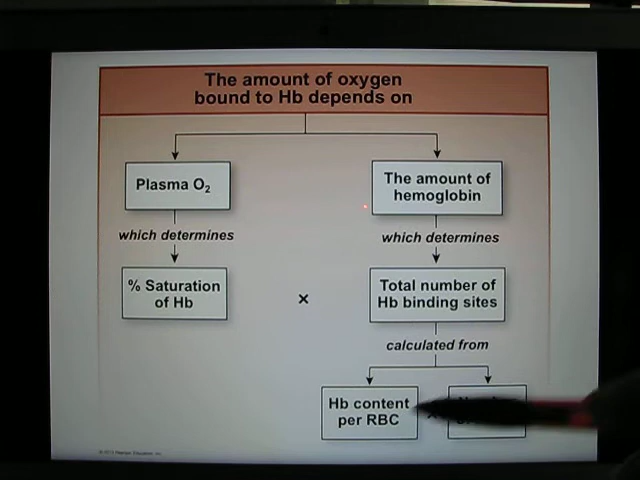 The amount of oxygen
bound to Hb depends on
Plasma O₂
The amount of
hemoglobin
which determines
which determines
% Saturation
of Hb
×
Total number of
Hb binding sites
calculated from
Hb content
per RBC